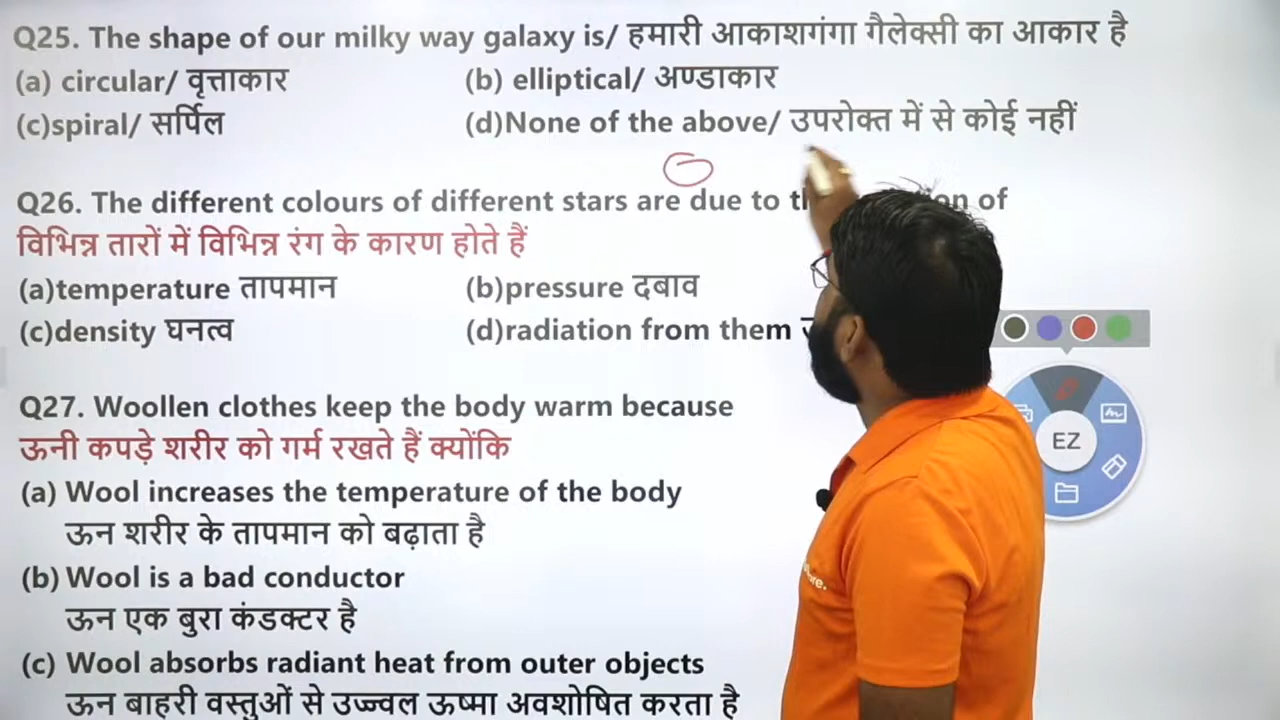 Q25. The shape of our milky way galaxy is/ हमारी आकाशगंगा गैलेक्सी का आकार है
(a) circular/ वृत्ताकार (b) elliptical/ अण्डाकार
(c)spiral/ सर्पिल (d)None of the above/ उपरोक्त में से कोई नहीं
Q26. The different colours of different stars are due to of
विभिन्न तारों में विभिन्न रंग के कारण होते हैं
(a)temperature तापमान (b)pressure दबाव
(c)density घनत्व (d)radiation from them
Q27. Woollen clothes keep the body warm because
ऊनी कपड़े शरीर को गर्म रखते हैं क्योंकि
EZ
(a) Wool increases the temperature of the body
ऊन शरीर के तापमान को बढ़ाता है
(b) Wool is a bad conductor
ऊन एक बुरा कंडक्टर है
(c) Wool absorbs radiant heat from outer objects
ऊन बाहरी वस्तुओं से उज्ज्वल ऊष्मा अवशोषित करता है